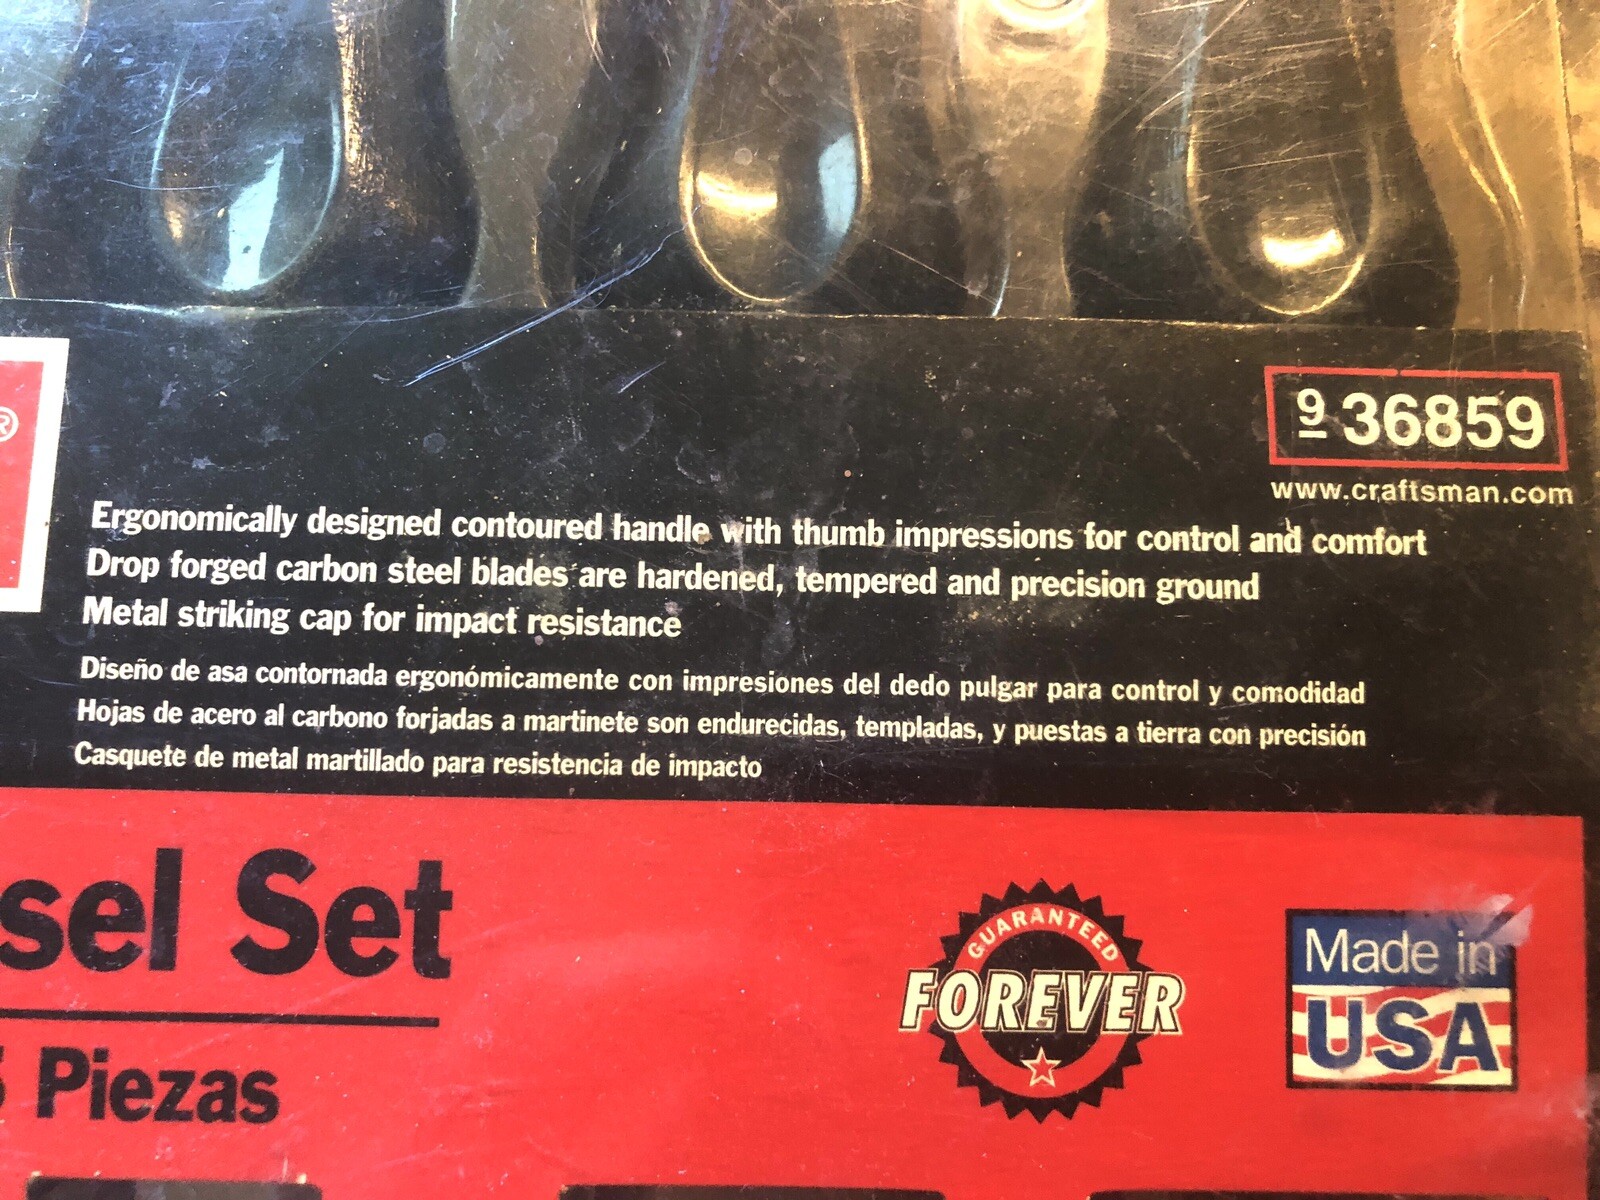 ®
9 36859
www.craftsman.com
Ergonomically designed contoured handle with thumb impressions for control and comfort
Drop forged carbon steel blades are hardened, tempered and precision ground
Metal striking cap for impact resistance
Diseño de asa contornada ergonómicamente con impresiones del dedo pulgar para control y comodidad
Hojas de acero al carbono forjadas a martinete son endurecidas, templadas, y puestas a tierra con precisión
Casquete de metal martillado para resistencia de impacto
sel Set
Piezas
GUARANTEED
FOREVER
Made in
USA